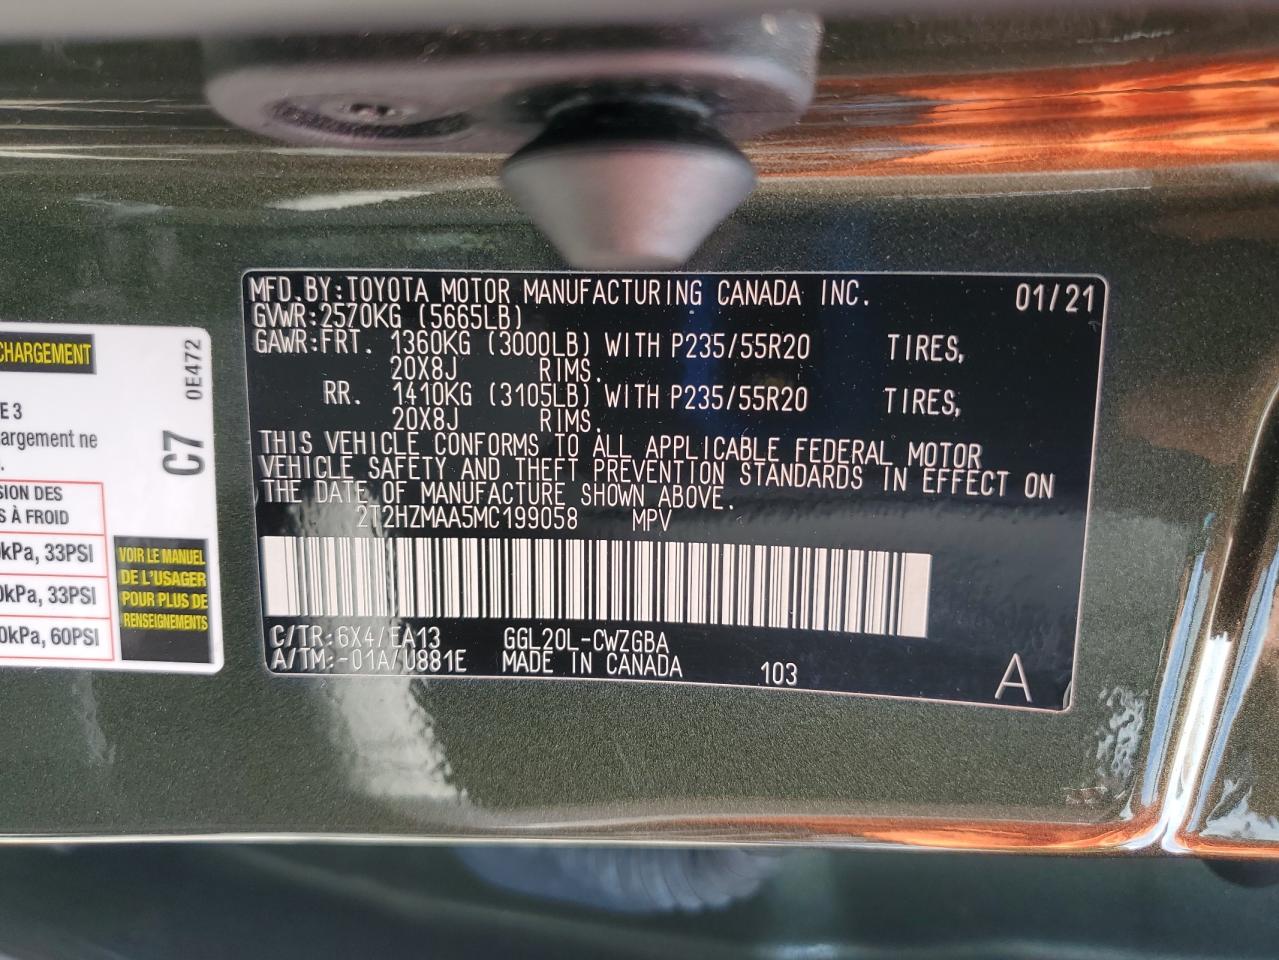 CHARGEMENT
0E472
E 3
argement ne
C7
SION DES
S À FROID
kPa, 33PSI
0kPa, 33PSI
0kPa, 60PSI
VOIR LE MANUEL
DE L'USAGER
POUR PLUS DE
RENSEIGNEMENTS
MFD.BY:TOYOTA MOTOR MANUFACTURING CANADA INC. 01/21
GVWR:2570KG (5665LB)
GAWR:FRT. 1360KG (3000LB) WITH P235/55R20 TIRES,
20X8J RIMS.
RR. 1410KG (3105LB) WITH P235/55R20 TIRES,
20X8J RIMS.
THIS VEHICLE CONFORMS TO ALL APPLICABLE FEDERAL MOTOR
VEHICLE SAFETY AND THEFT PREVENTION STANDARDS IN EFFECT ON
THE DATE OF MANUFACTURE SHOWN ABOVE.
2T2HZMAA5MC199058 MPV
C/TR:6X4/EA13 GGL20L-CWZGBA
A/TM:-01A/U881E MADE IN CANADA 103 A